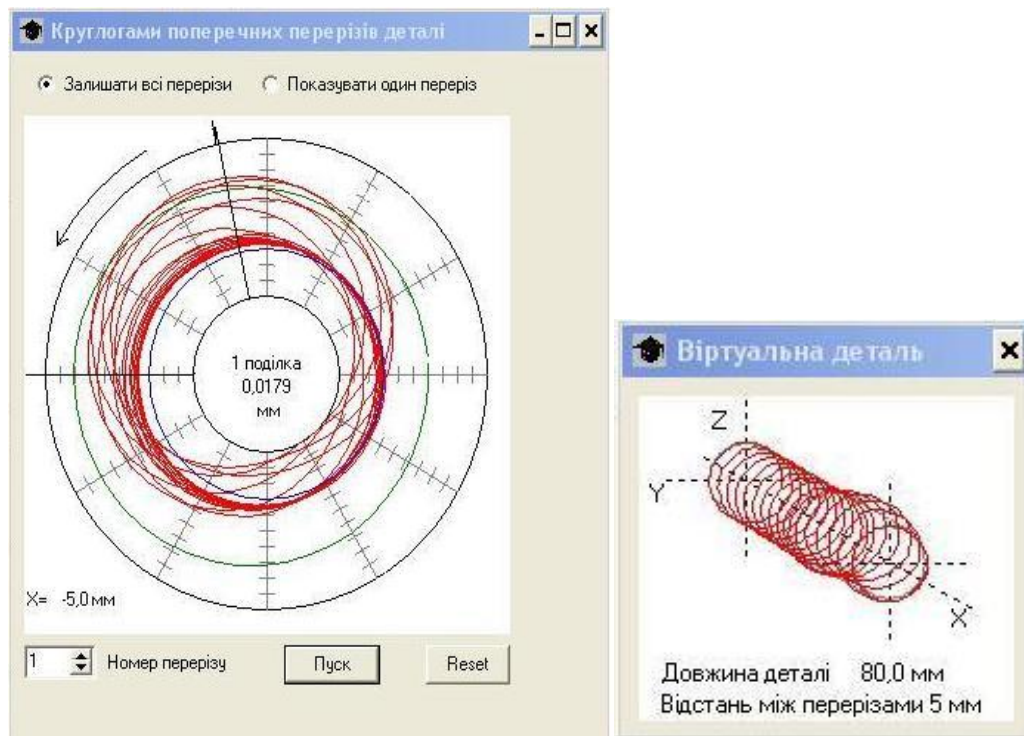 Круглогами поперечних перерізів деталі
Залишати всі перерізи Показувати один переріз
1 поділка
0,0179
мм
X= -5,0 мм
1 Номер перерізу Пуск Reset
Віртуальна деталь
Z
Y
X
Довжина деталі 80,0 мм
Відстань між перерізами 5 мм